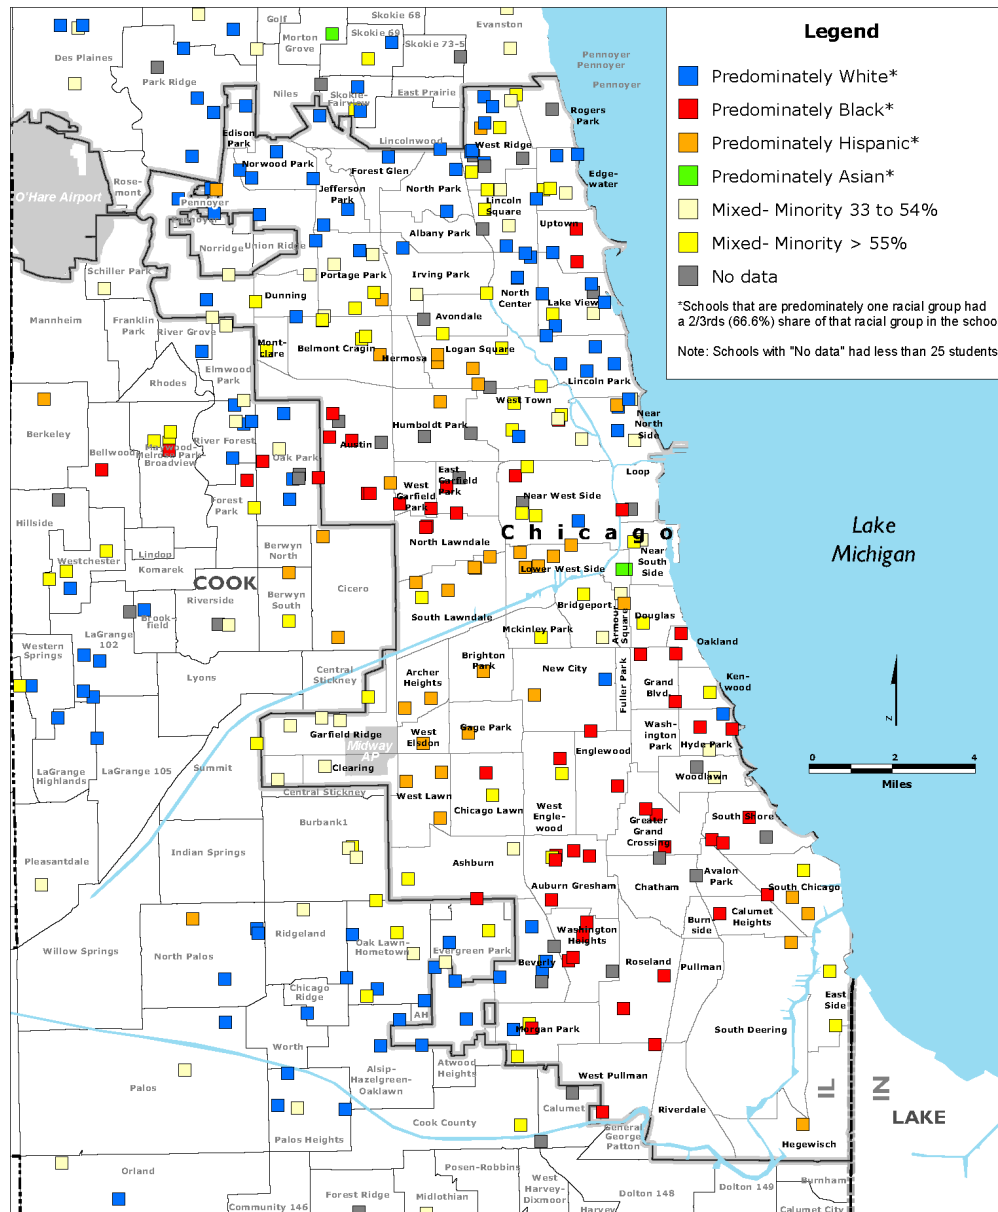 Legend
Predominately White*
Predominately Black*
Predominately Hispanic*
Predominately Asian*
Mixed- Minority 33 to 54%
Mixed- Minority > 55%
No data
*Schools that are predominately one racial group had
a 2/3rds (66.6%) share of that racial group in the schoo
Note: Schools with "No data" had less than 25 students
Skokie 68
Golf
Evanston
Morton
Grove
Skokie 69
Skokie 73-5
Des Plaines
Park Ridge
Pennoyer
Pennoyer
Pennoyer
Niles
Skokie-
Fairview
East Prairie
Rogers
Park
Edison
Park
Lincolnwood
West Ridge
Norwood Park
Forest Glen
Edge-
water
O'Hare Airport
Rose-
mont
Jefferson
Park
North Park
Pennoyer
Lincoln
Square
Uptown
Albany Park
Norridge
Union Ridge
Schiller Park
Portage Park
Irving Park
Dunning
North
Center
Lake View
Mannheim
Franklin
Park
River Grove
Avondale
Mont-
clare
Belmont Cragin
Hermosa
Logan Square
Elmwood
Park
Rhodes
Lincoln Park
West Town
Near
North
Side
Berkeley
River Forest
Humboldt Park
Austin
Bellwood
Maywood-
Melrose Park-
Broadview
Oak Park
Loop
East
Garfield
Park
West
Garfield
Park
Near West Side
Forest
Park
Hillside
Chicago
North Lawndale
Lake
Michigan
Westchester
Lindop
Komarek
Berwyn
North
Near
South
Side
Lower West Side
COOK
Cicero
Riverside
Berwyn
South
Bridgeport
Armour
Square
Douglas
South Lawndale
Brook-
field
LaGrange
102
McKinley Park
Oakland
Western
Springs
Lyons
Central
Stickney
Brighton
Park
Archer
Heights
New City
Fuller Park
Grand
Blvd.
Ken-
wood
Garfield Ridge
Gage Park
West
Elsdon
Wash-
ington
Park
Hyde Park
Midway
AP
Englewood
N
0
2
4
Miles
LaGrange
Highlands
LaGrange 105
Summit
Clearing
Woodlawn
Central Stickney
West Lawn
Chicago Lawn
West
Engle-
wood
South Shore
Burbank1
Greater
Grand
Crossing
Indian Springs
Pleasantdale
Ashburn
Avalon
Park
Auburn Gresham
Chatham
South Chicago
Calumet
Heights
Burn-
side
Ridgeland
Washington
Heights
Willow Springs
North Palos
Oak Lawn-
Hometown
Evergreen Park
Beverly
Roseland
Pullman
Chicago
Ridge
East
Side
AH
Morgan Park
South Deering
Worth
Atwood
Heights
Alsip-
Hazelgreen-
Oaklawn
West Pullman
Palos
IL
IN
LAKE
Calumet
Riverdale
Cook County
General
George
Patton
Palos Heights
Hegewisch
Orland
Posen-Robbins
West
Harvey-
Dixmoor
Burnham
Forest Ridge
Midlothian
Dolton 148
Dolton 149
Community 146
Harvey
Calumet City